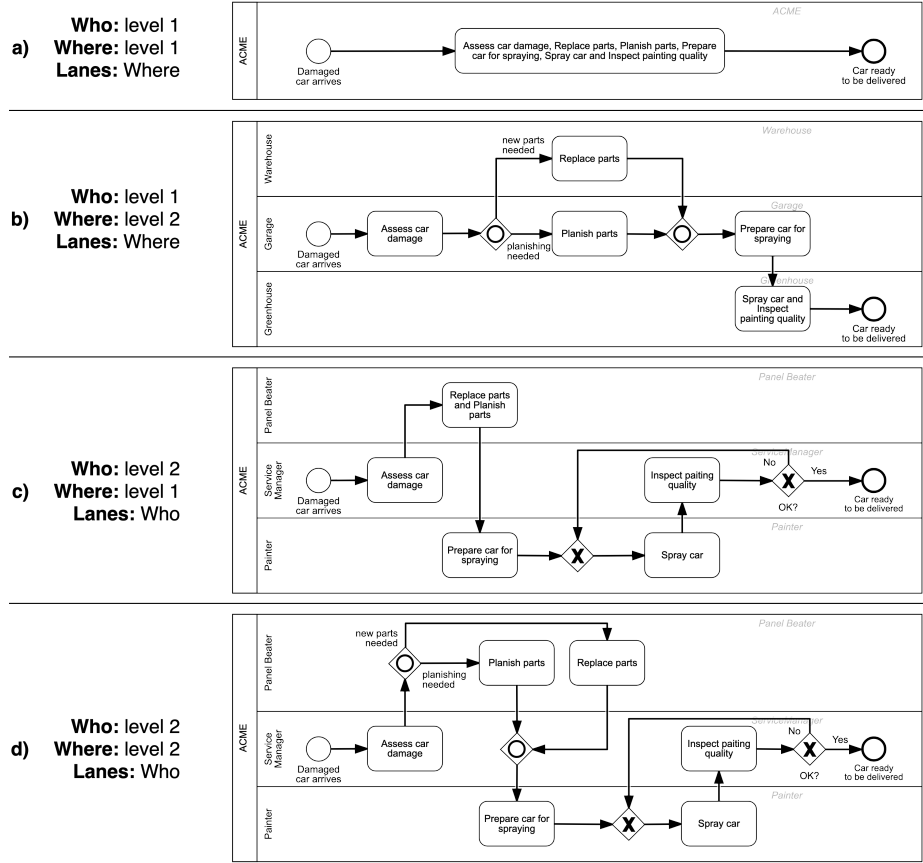 a)
Who: level 1
Where: level 1
Lanes: Where
ACME
ACME
Damaged
car arrives
Assess car damage, Replace parts, Planish parts, Prepare
car for spraying, Spray car and Inspect painting quality
Car ready
to be delivered
b)
Who: level 1
Where: level 2
Lanes: Where
ACME
Warehouse
Warehouse
new parts
needed
Replace parts
Garage
Garage
Damaged
car arrives
Assess car
damage
planishing
needed
Planish parts
Prepare car for
spraying
Greenhouse
Greenhouse
Spray car and
Inspect
painting quality
Car ready
to be delivered
c)
Who: level 2
Where: level 1
Lanes: Who
ACME
Panel Beater
Panel Beater
Replace parts
and Planish
parts
Service
Manager
ServiceManager
Damaged
car arrives
Assess car
damage
Inspect paiting
quality
No
X
Yes
OK?
Car ready
to be delivered
Painter
Painter
Prepare car for
spraying
X
Spray car
d)
Who: level 2
Where: level 2
Lanes: Who
ACME
Panel Beater
Panel Beater
new parts
needed
planishing
needed
Planish parts
Replace parts
Service
Manager
ServiceManager
Damaged
car arrives
Assess car
damage
Inspect paiting
quality
No
X
Yes
OK?
Car ready
to be delivered
Painter
Painter
Prepare car for
spraying
X
Spray car